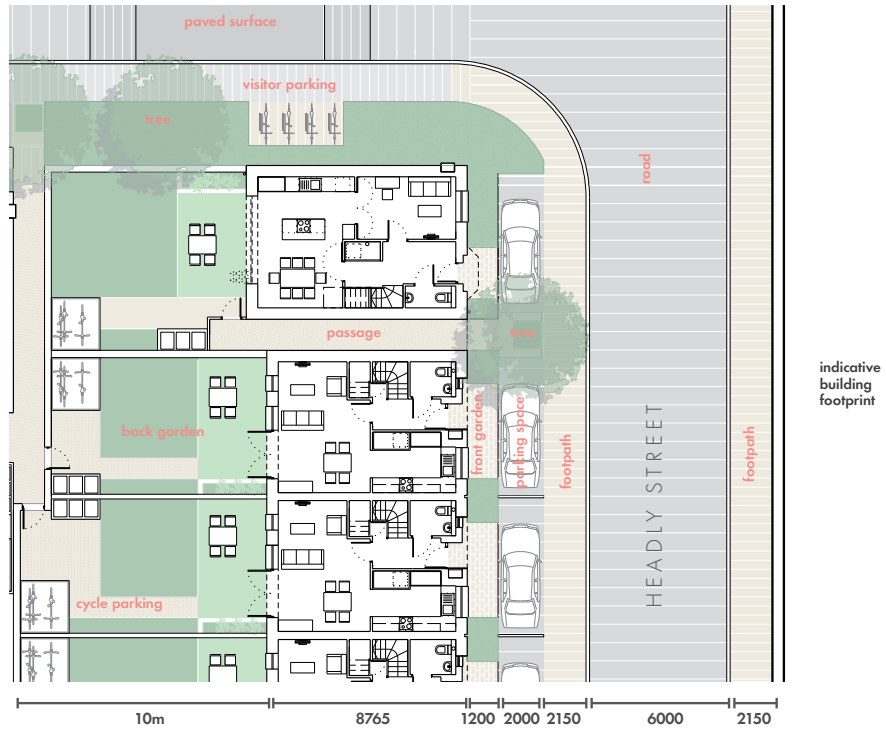 paved surface
visitor parking
tree
road
passage
tree
indicative
building
footprint
back garden
front garden
parking space
footpath
HEADLY STREET
footpath
cycle parking
10m
8765
1200
2000
2150
6000
2150